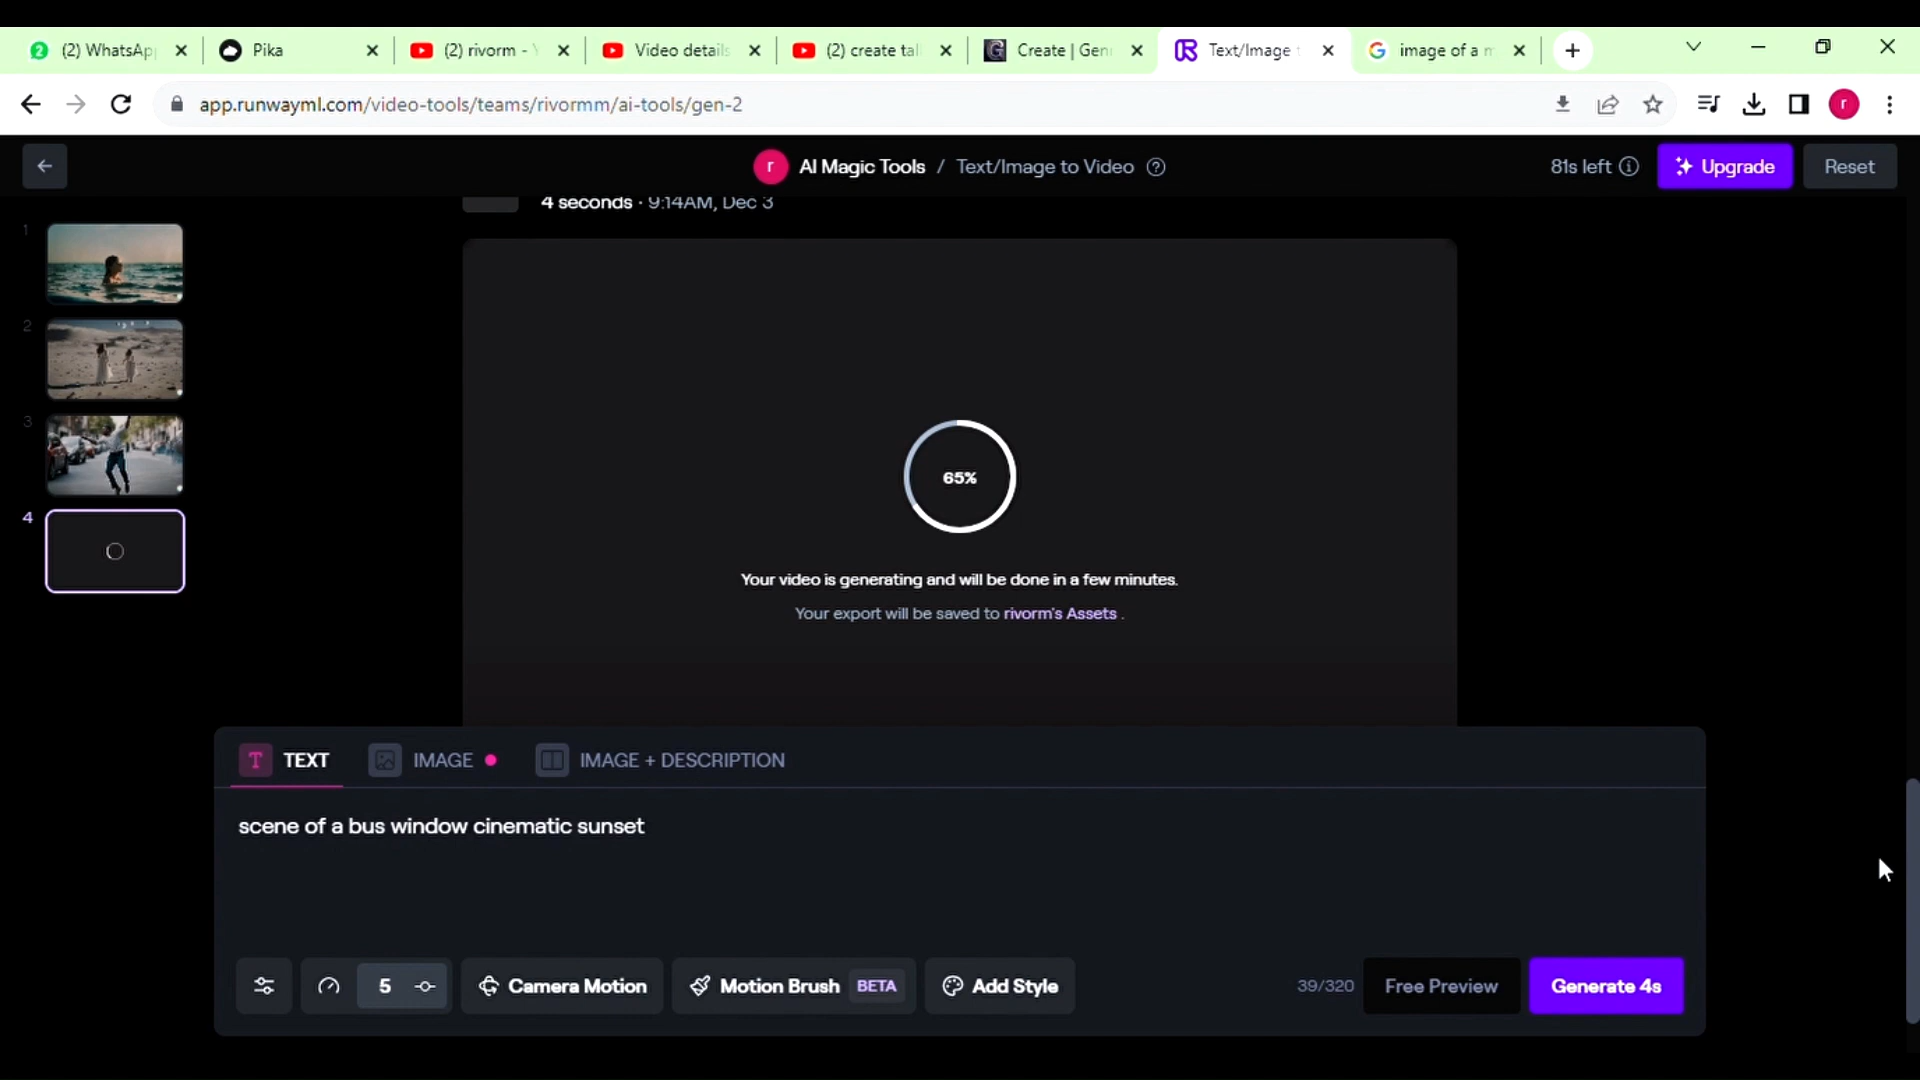 (2) WhatsApp
Pika
(2) rivorm -
Video details
(2) create tal
Create | Gen
Text/Image
image of a m
app.runwayml.com/video-tools/teams/rivormm/ai-tools/gen-2
r
r AI Magic Tools / Text/Image to Video
81s left
Upgrade
Reset
4 seconds · 9:14AM, Dec 3
1
2
3
4
65%
Your video is generating and will be done in a few minutes.
Your export will be saved to rivorm's Assets .
T TEXT
IMAGE
IMAGE + DESCRIPTION
scene of a bus window cinematic sunset
5
Camera Motion
Motion Brush BETA
Add Style
39/320
Free Preview
Generate 4s